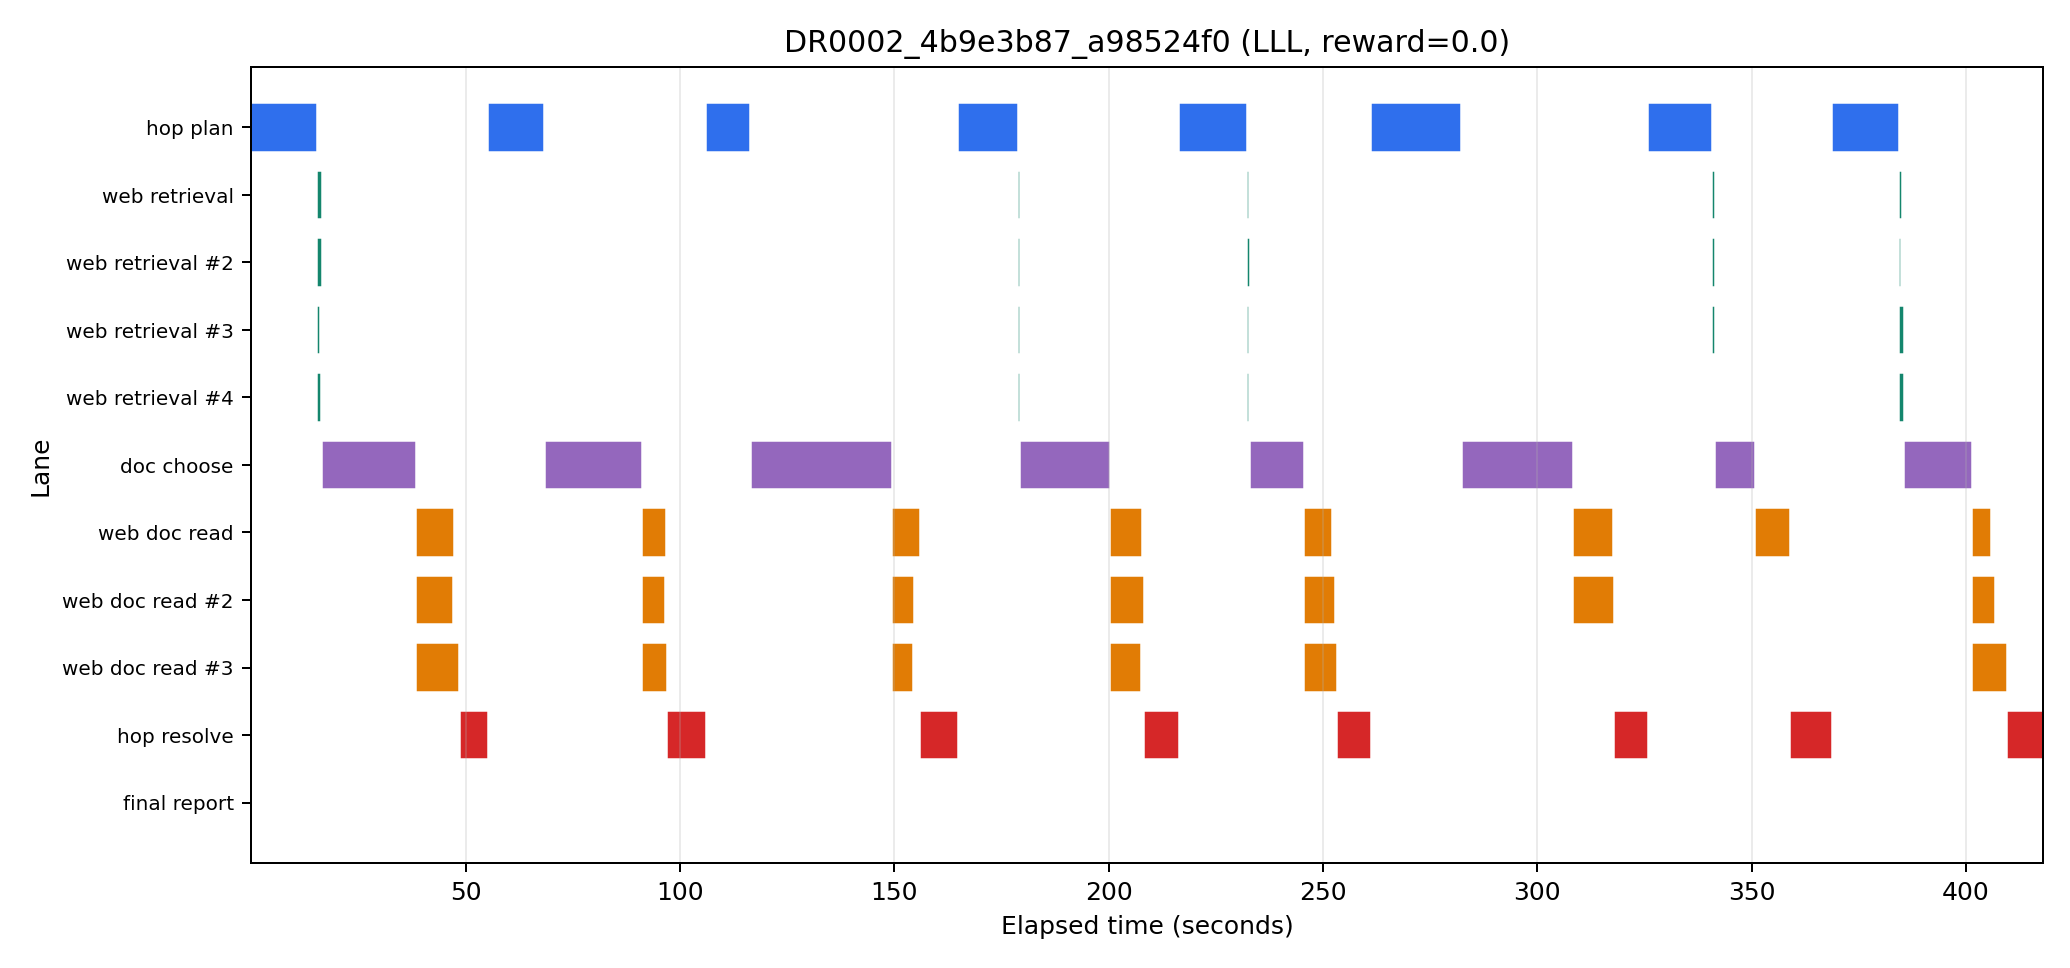 DR0002_4b9e3b87_a98524f0 (LLL, reward=0.0)
hop plan
web retrieval
web retrieval #2
web retrieval #3
web retrieval #4
doc choose
web doc read
web doc read #2
web doc read #3
hop resolve
final report
Lane
50 100 150 200 250 300 350 400
Elapsed time (seconds)